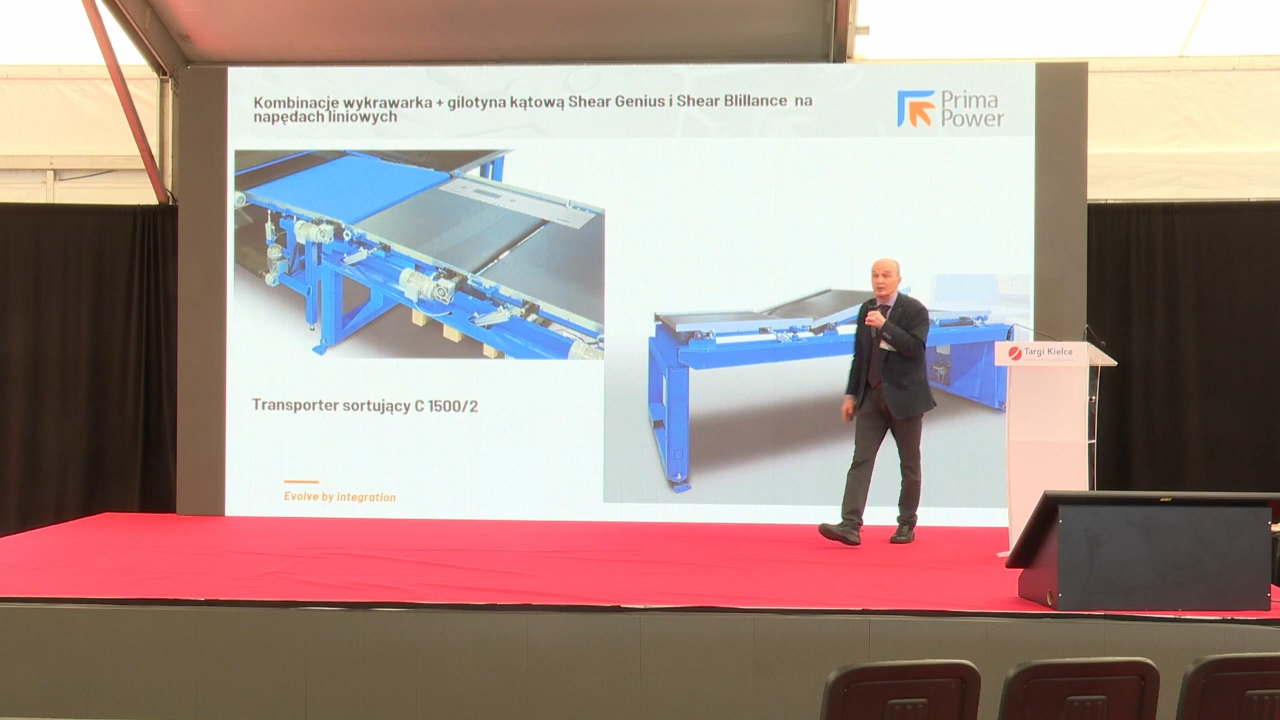 Kombinacje wykrawarka + gilotyna kątową Shear Genius i Shear Blillance na
napędach liniowych
Prima
Power
Transporter sortujący C 1500/2
Evolve by integration
Targi Kielce